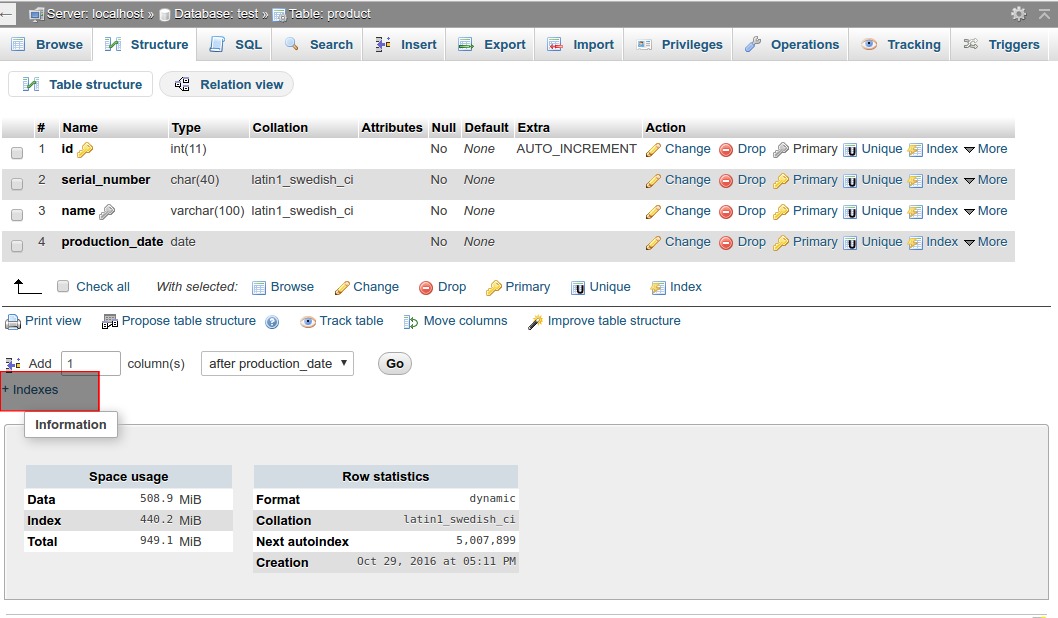 Server: localhost » Database: test » Table: product
Browse Structure SQL Search Insert Export Import Privileges Operations Tracking Triggers
Table structure Relation view
# Name Type Collation Attributes Null Default Extra Action
1 id int(11) No None AUTO_INCREMENT Change Drop Primary Unique Index More
2 serial_number char(40) latin1_swedish_ci No None Change Drop Primary Unique Index More
3 name varchar(100) latin1_swedish_ci No None Change Drop Primary Unique Index More
4 production_date date No None Change Drop Primary Unique Index More
Check all With selected: Browse Change Drop Primary Unique Index
Print view Propose table structure Track table Move columns Improve table structure
Add 1 column(s) after production_date Go
+ Indexes
Information
Space usage Row statistics
Data 508.9 MiB Format dynamic
Index 440.2 MiB Collation latin1_swedish_ci
Total 949.1 MiB Next autoindex 5,007,899
Creation Oct 29, 2016 at 05:11 PM